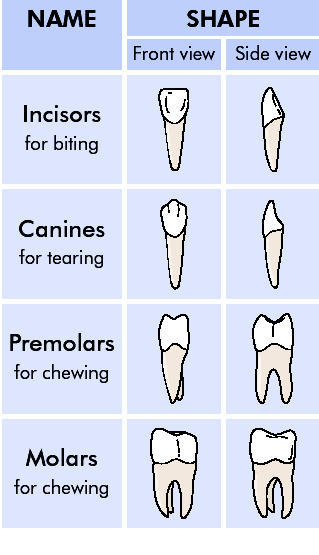 NAME
SHAPE
Front view
Side view
Incisors
for biting
Canines
for tearing
Premolars
for chewing
Molars
for chewing